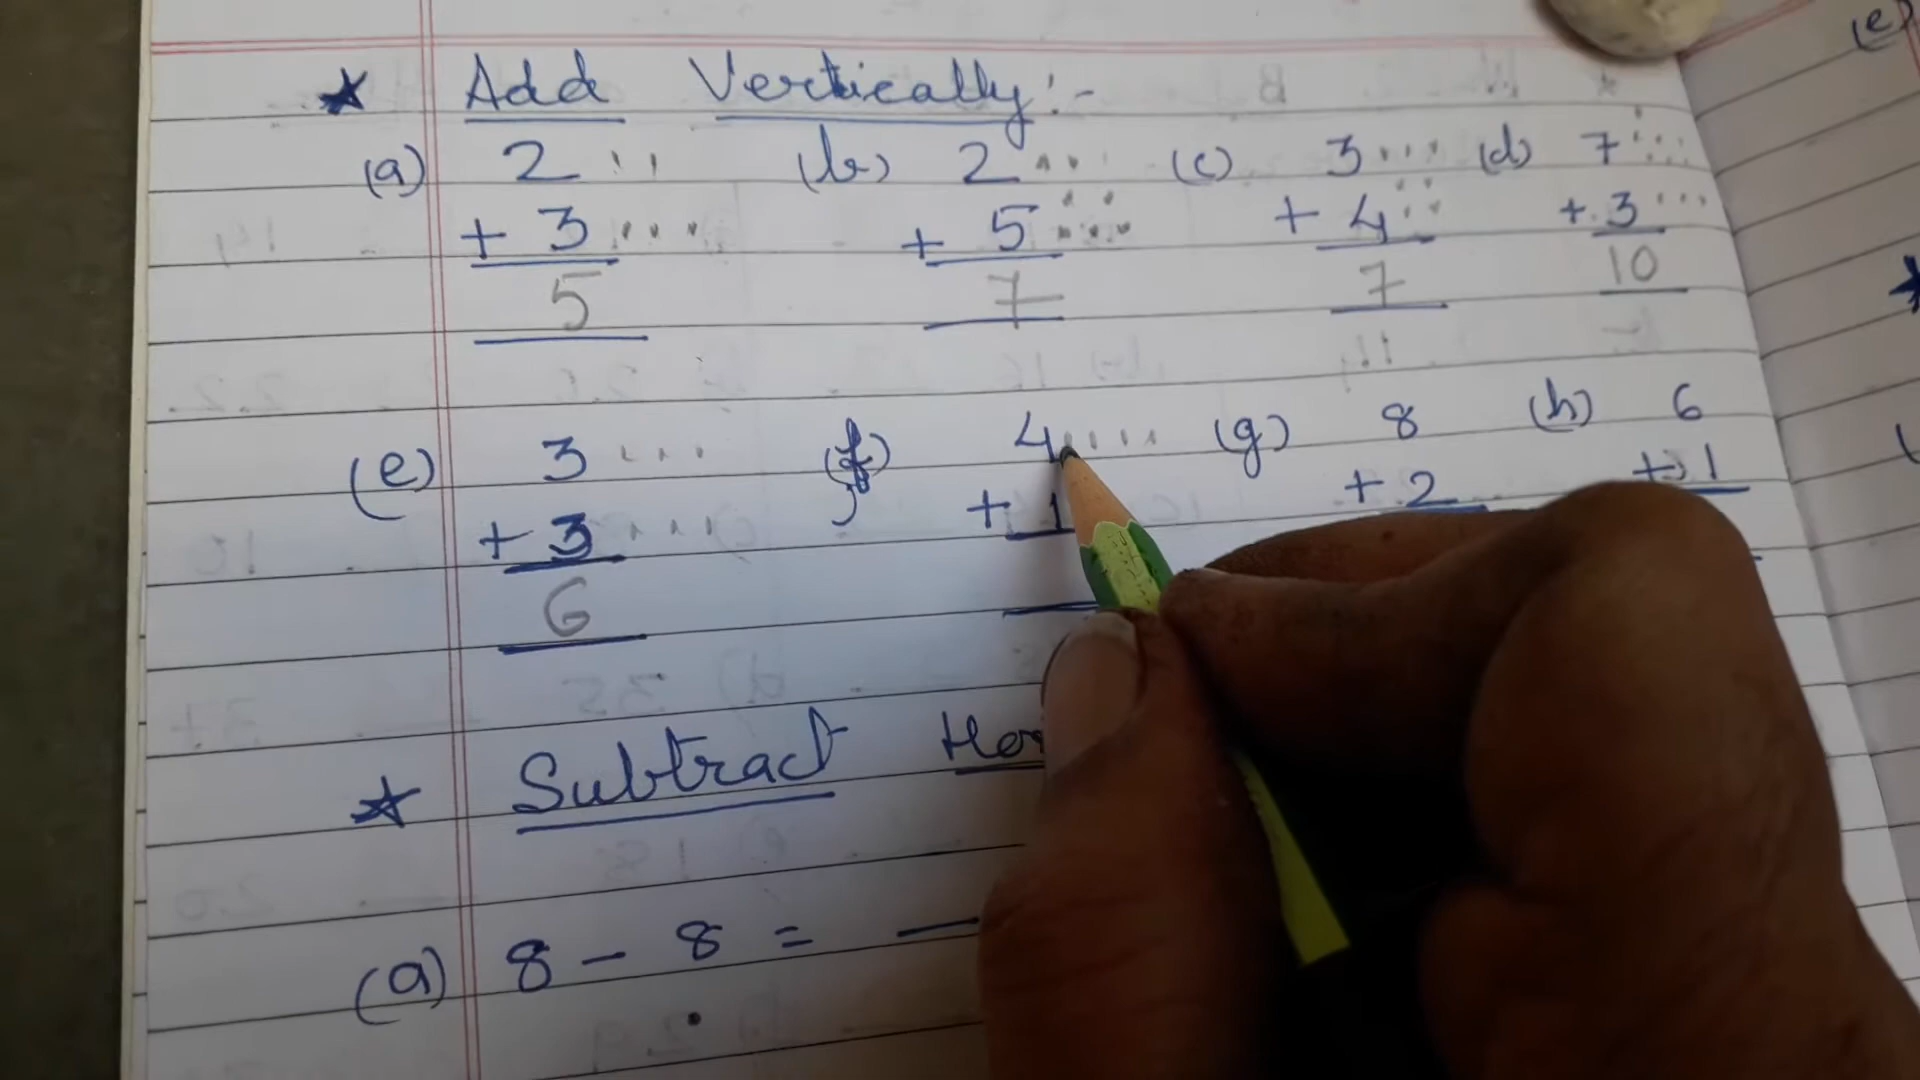 ★ Add Vertically:-
(a) 2 (b) 2 (c) 3 (d) 7
+ 3 + 5 + 4 + 3
5 7 7 10
(e) 3 (f) 4 (g) 8 (h) 6
+ 3 + 1 + 2 + 1
6
★ Subtract
(a) 8 - 8 = —
(e)